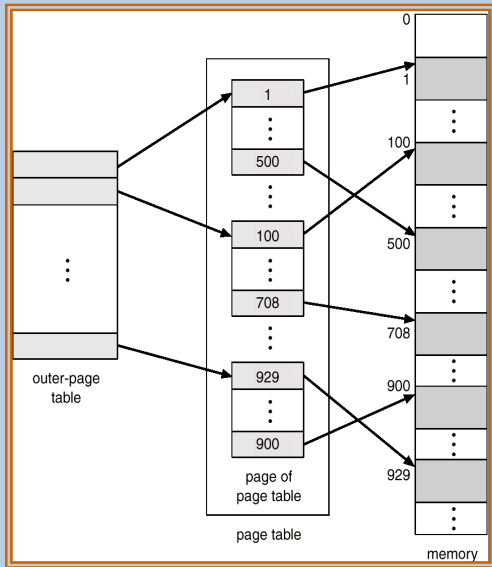 0
1
1
100
500
100
500
708
708
929
900
900
929
outer-page
table
page of
page table
page table
memory